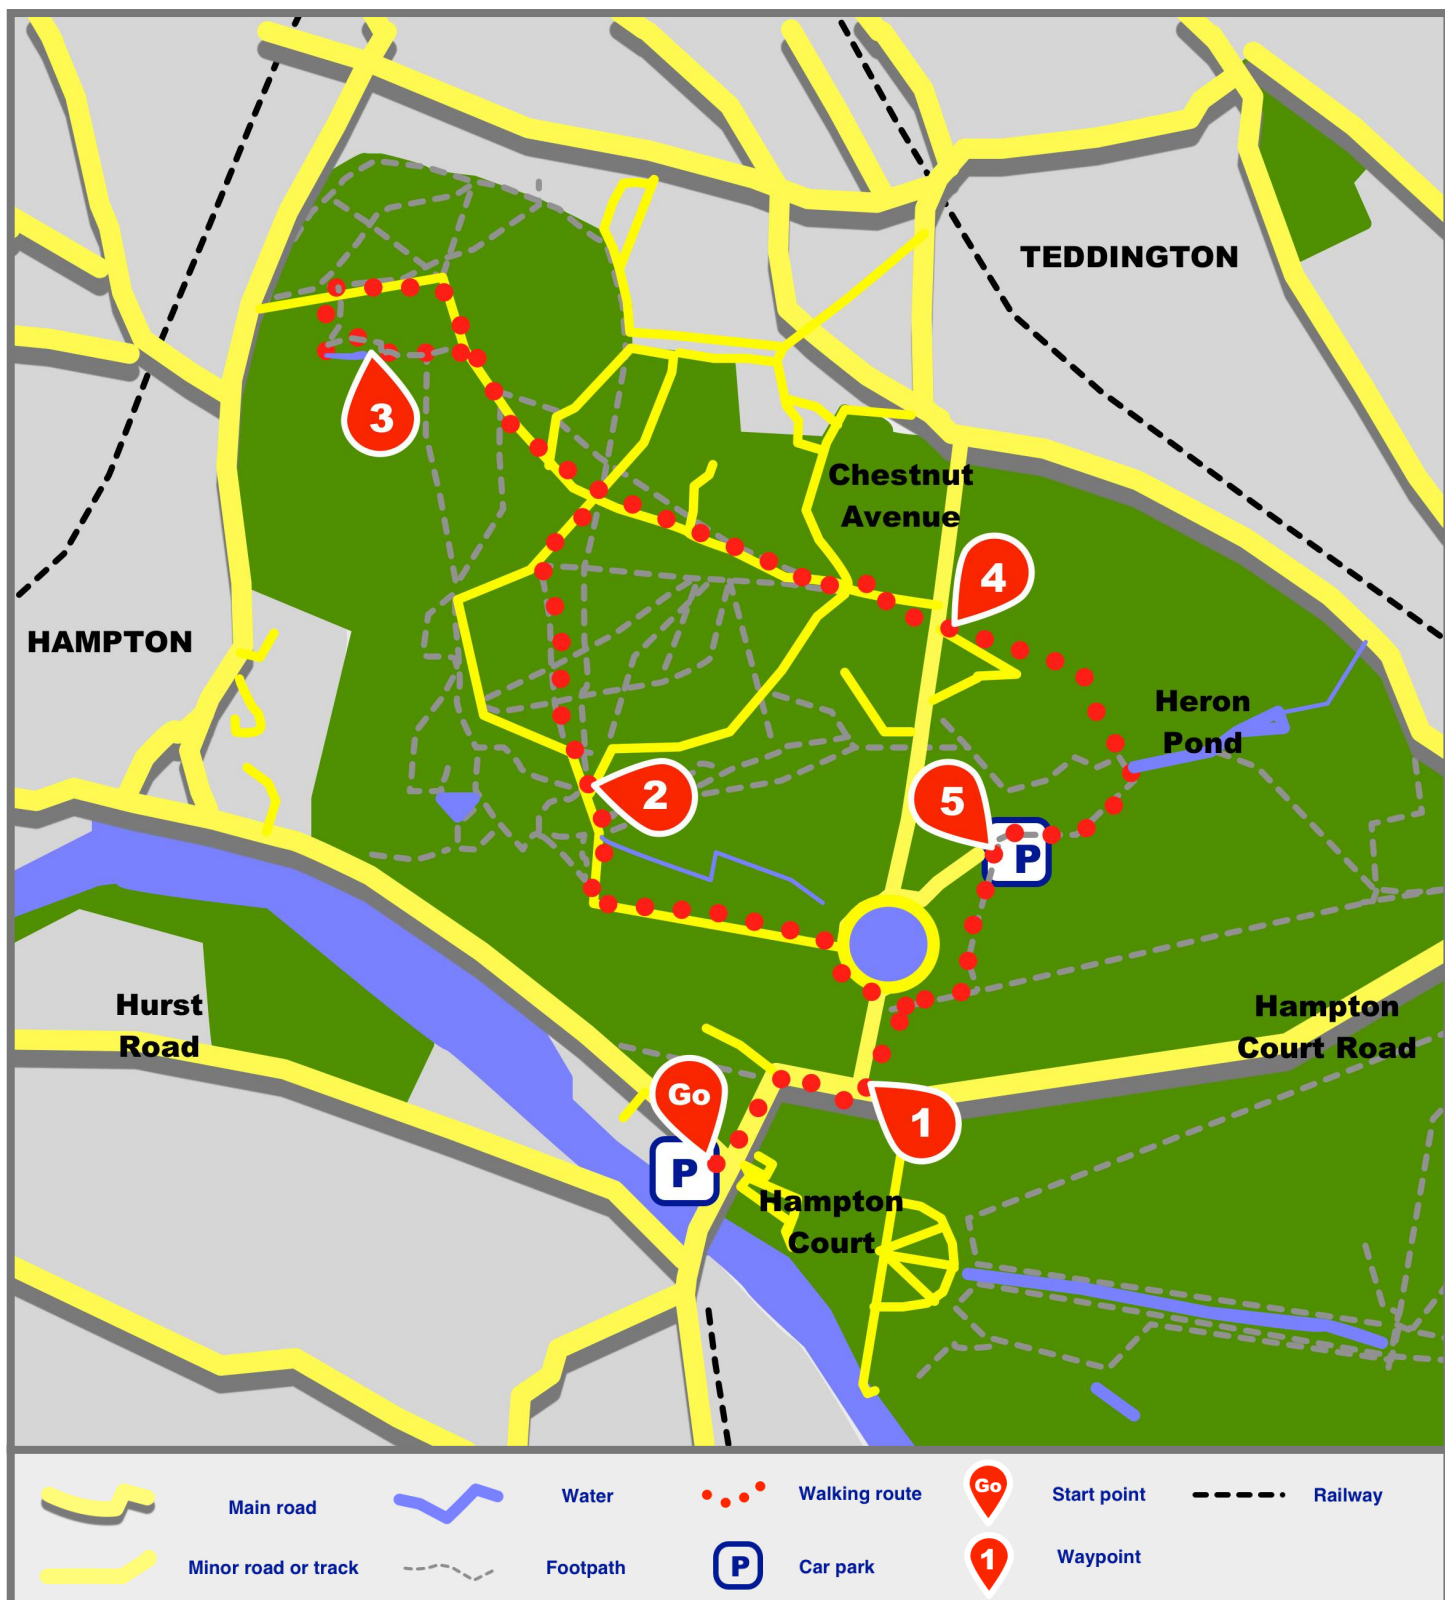 TEDDINGTON
3
Chestnut
Avenue
4
HAMPTON
Heron
Pond
2
5
P
Hurst
Road
Hampton
Court Road
Go
1
P
Hampton
Court
Main road
Water
Walking route
Go
Start point
Railway
Minor road or track
Footpath
P
Car park
1
Waypoint